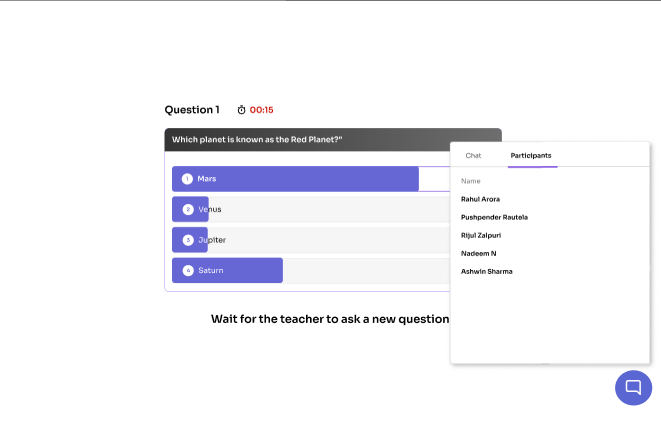 Question 1 00:15
Which planet is known as the Red Planet?"
1 Mars
2 Venus
3 Jupiter
4 Saturn
Wait for the teacher to ask a new question
Chat Participants
Name
Rahul Arora
Pushpender Rautela
Rijul Zalpuri
Nadeem N
Ashwin Sharma